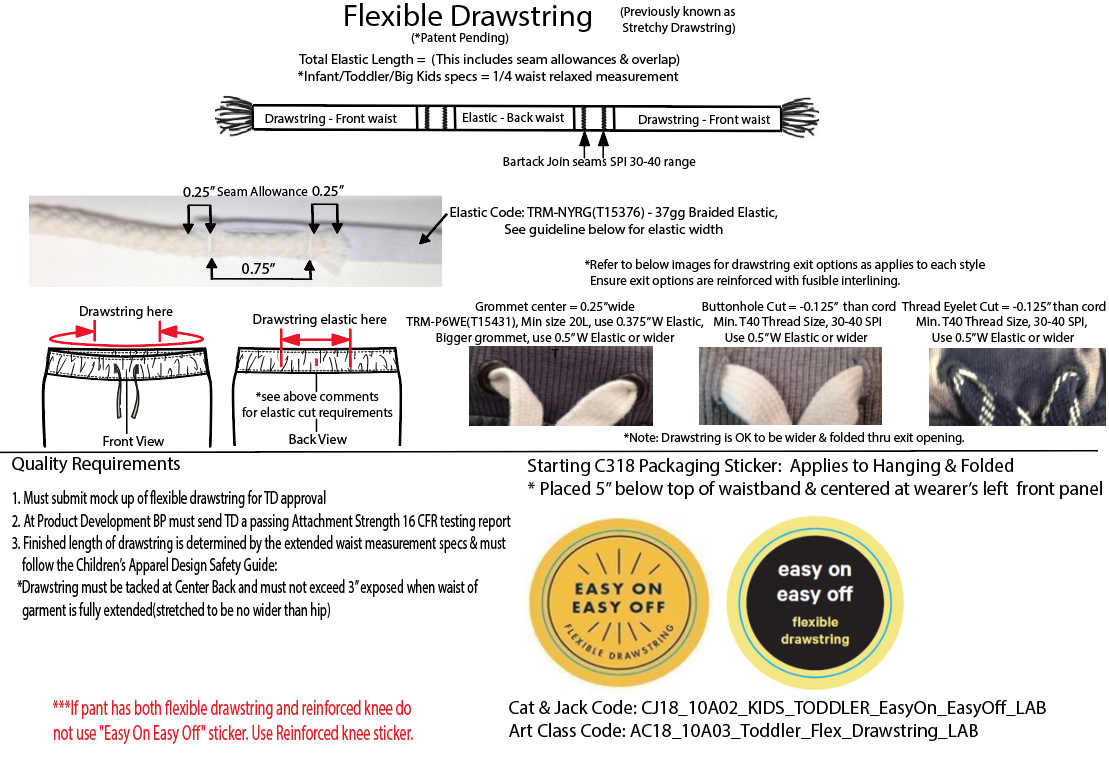 Flexible Drawstring
(Previously known as
Stretchy Drawstring)
(*Patent Pending)
Total Elastic Length = (This includes seam allowances & overlap)
*Infant/Toddler/Big Kids specs = 1/4 waist relaxed measurement
Drawstring - Front waist
Elastic - Back waist
Drawstring - Front waist
Bartack Join seams SPI 30-40 range
0.25” Seam Allowance 0.25”
0.75”
Elastic Code: TRM-NYRG(T15376) - 37gg Braided Elastic,
See guideline below for elastic width
*Refer to below images for drawstring exit options as applies to each style
Ensure exit options are reinforced with fusible interlining.
Drawstring here
Front View
Drawstring elastic here
*see above comments
for elastic cut requirements
Back View
Grommet center = 0.25”wide
TRM-P6WE(T15431), Min size 20L, use 0.375”W Elastic,
Bigger grommet, use 0.5”W Elastic or wider
Buttonhole Cut = -0.125” than cord
Min. T40 Thread Size, 30-40 SPI
Use 0.5”W Elastic or wider
Thread Eyelet Cut = -0.125”than cord
Min. T40 Thread Size, 30-40 SPI,
Use 0.5”W Elastic or wider
*Note: Drawstring is OK to be wider & folded thru exit opening.
Quality Requirements
1. Must submit mock up of flexible drawstring for TD approval
2. At Product Development BP must send TD a passing Attachment Strength 16 CFR testing report
3. Finished length of drawstring is determined by the extended waist measurement specs & must
follow the Children’s Apparel Design Safety Guide:
*Drawstring must be tacked at Center Back and must not exceed 3” exposed when waist of
garment is fully extended(stretched to be no wider than hip)
***If pant has both flexible drawstring and reinforced knee do
not use "Easy On Easy Off" sticker. Use Reinforced knee sticker.
Starting C318 Packaging Sticker: Applies to Hanging & Folded
* Placed 5” below top of waistband & centered at wearer’s left front panel
EASY ON
EASY OFF
FLEXIBLE DRAWSTRING
easy on
easy off
flexible
drawstring
Cat & Jack Code: CJ18_10A02_KIDS_TODDLER_EasyOn_EasyOff_LAB
Art Class Code: AC18_10A03_Toddler_Flex_Drawstring_LAB